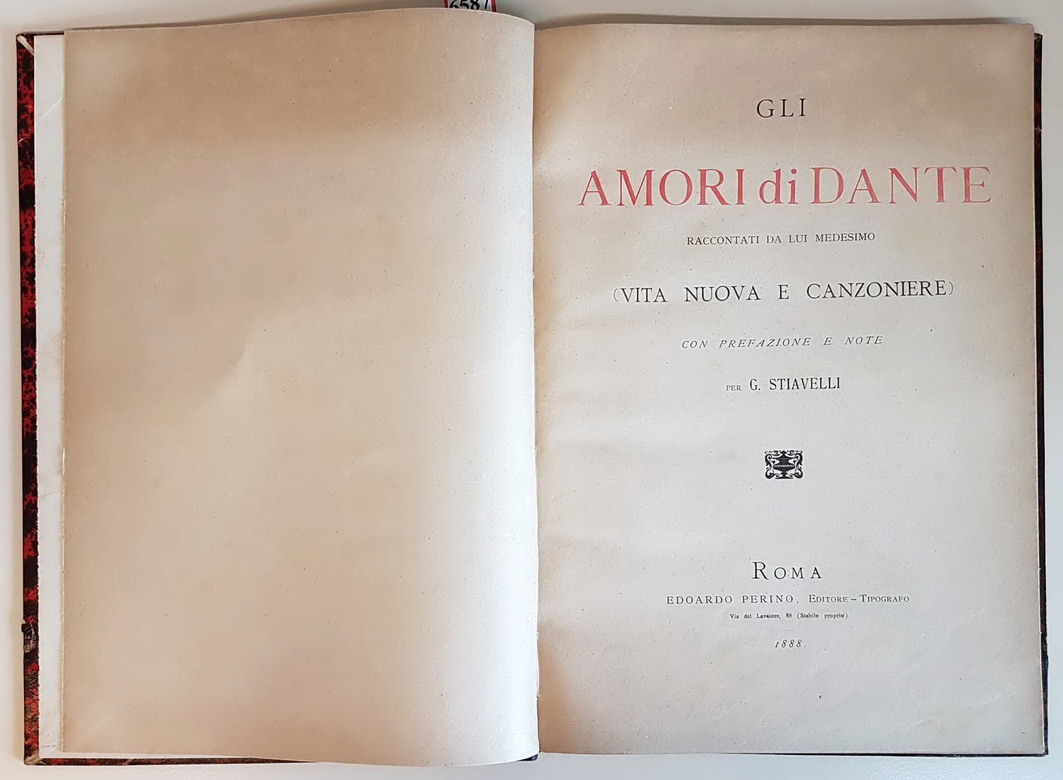 GLI
AMORI di DANTE
RACCONTATI DA LUI MEDESIMO
(VITA NUOVA E CANZONIERE)
CON PREFAZIONE E NOTE
PER G. STIAVELLI
ROMA
EDOARDO PERINO, EDITORE-TIPOGRAFO
Via del Lavatore, 88 (Stabile proprio)
1888.